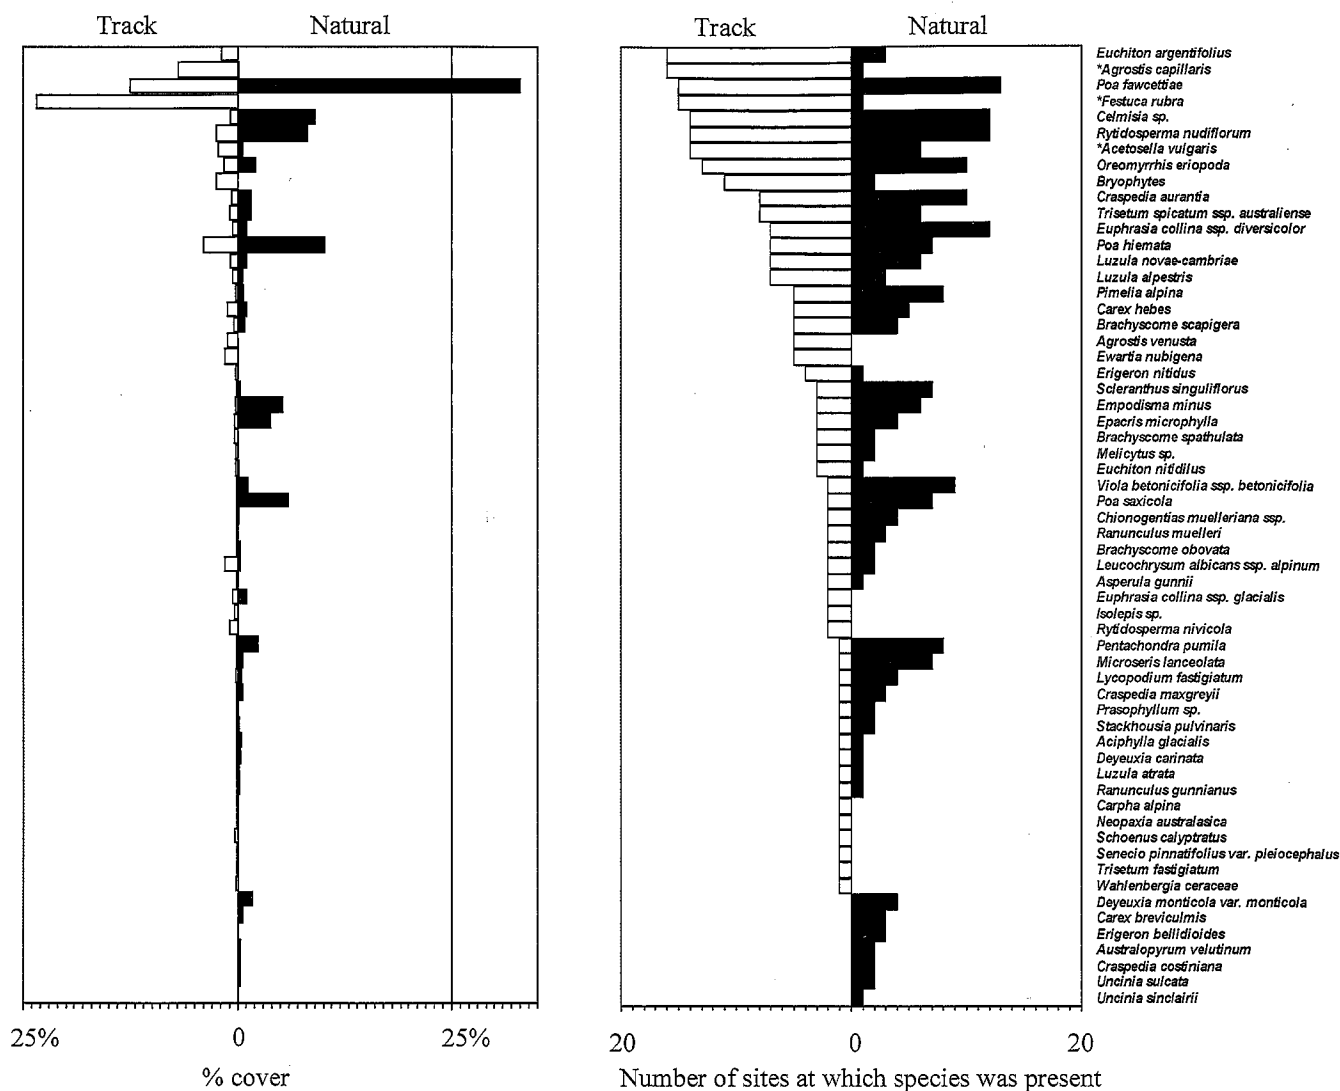 Track Natural Track Natural
Euchiton argentifolius
*Agrostis capillaris
Poa fawcettiae
*Festuca rubra
Celmisia sp.
Rytidosperma nudiflorum
*Acetosella vulgaris
Oreomyrrhis eriopoda
Bryophytes
Craspedia aurantia
Trisetum spicatum ssp. australiense
Euphrasia collina ssp. diversicolor
Poa hiemata
Luzula novae-cambriae
Luzula alpestris
Pimelia alpina
Carex hebes
Brachyscome scapigera
Agrostis venusta
Ewartia nubigena
Erigeron nitidus
Scleranthus singuliflorus
Empodisma minus
Epacris microphylla
Brachyscome spathulata
Melicytus sp.
Euchiton nitidilus
Viola betonicifolia ssp. betonicifolia
Poa saxicola
Chionogentias muelleriana ssp.
Ranunculus muelleri
Brachyscome obovata
Leucochrysum albicans ssp. alpinum
Asperula gunnii
Euphrasia collina ssp. glacialis
Isolepis sp.
Rytidosperma nivicola
Pentachondra pumila
Microseris lanceolata
Lycopodium fastigiatum
Craspedia maxgreyii
Prasophyllum sp.
Stackhousia pulvinaris
Aciphylla glacialis
Deyeuxia carinata
Luzula atrata
Ranunculus gunnianus
Carpha alpina
Neopaxia australasica
Schoenus calyptratus
Senecio pinnatifolius var. pleiocephalus
Trisetum fastigiatum
Wahlenbergia ceraceae
Deyeuxia monticola var. monticola
Carex breviculmis
Erigeron bellidioides
Australopyrum velutinum
Craspedia costiniana
Uncinia sulcata
Uncinia sinclairii
25% 0 25% 20 0 20
% cover Number of sites at which species was present